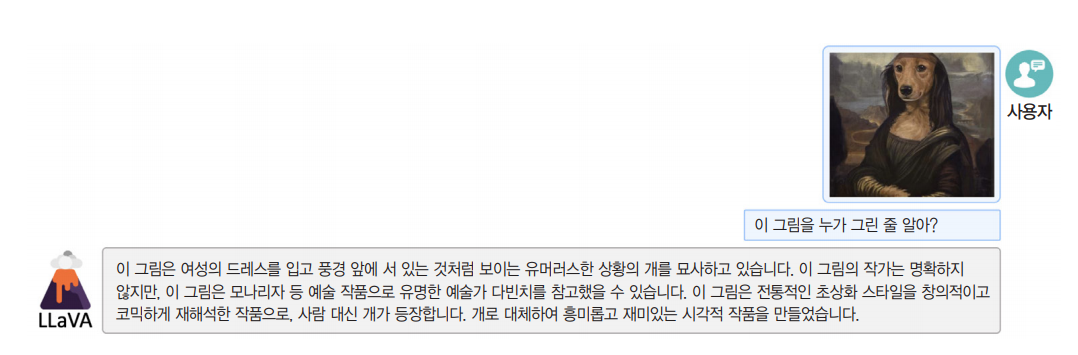 사용자
이 그림을 누가 그린 줄 알아?
이 그림은 여성의 드레스를 입고 풍경 앞에 서 있는 것처럼 보이는 유머러스한 상황의 개를 묘사하고 있습니다. 이 그림의 작가는 명확하지
않지만, 이 그림은 모나리자 등 예술 작품으로 유명한 예술가 다빈치를 참고했을 수 있습니다. 이 그림은 전통적인 초상화 스타일을 창의적이고
코믹하게 재해석한 작품으로, 사람 대신 개가 등장합니다. 개로 대체하여 흥미롭고 재미있는 시각적 작품을 만들었습니다.
LLaVA